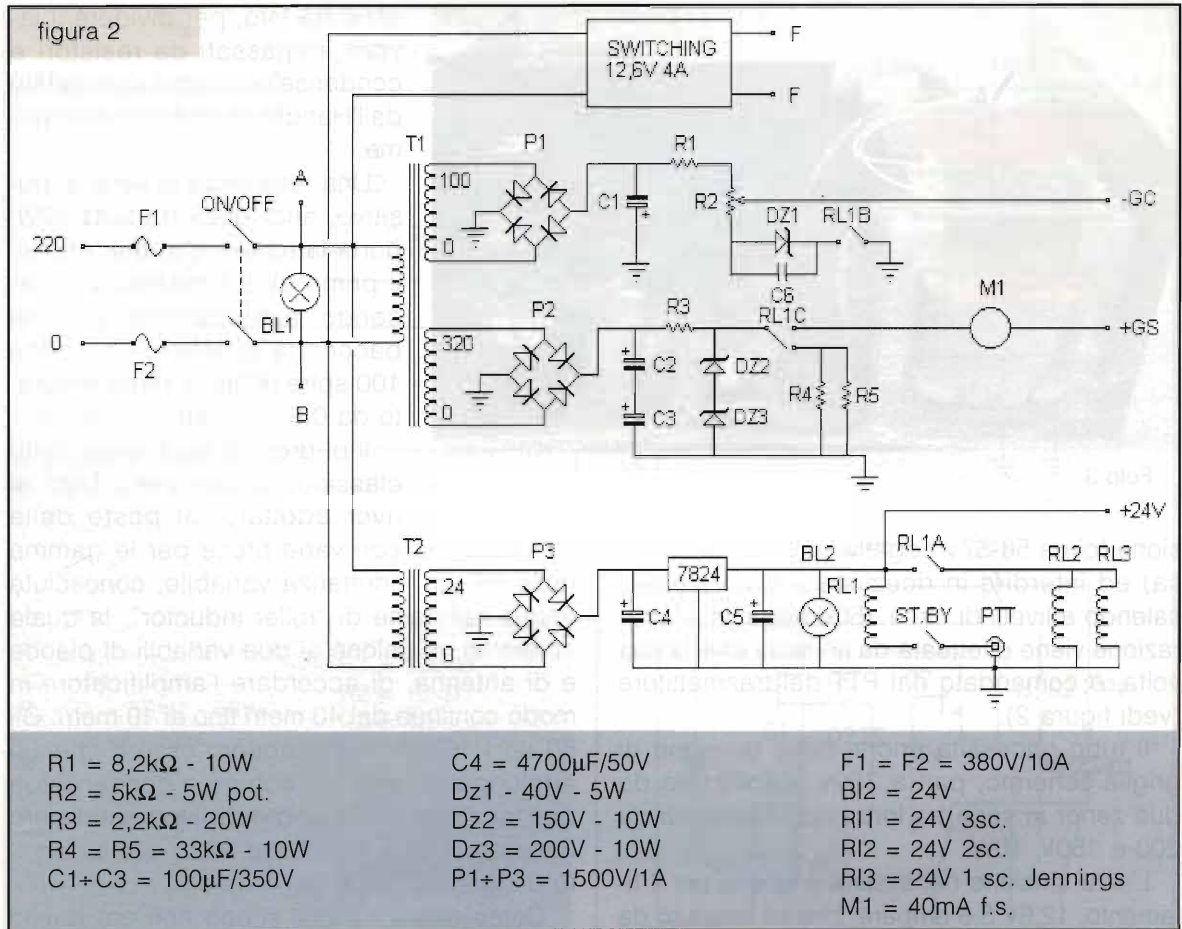 figura 2
SWITCHING
12,6V 4A
F
F
T1
P1
R1
A
100
C1
+
R2
DZ1
RL1B
-GC
ON/OFF
F1
220
0
C6
M1
P2
R3
RL1C
0
BL1
320
+
C2
DZ2
+GS
F2
R4
R5
B
+
C3
DZ3
0
+24V
T2
P3
BL2
RL1A
RL2
RL3
24
7824
RL1
+
C4
C5
+
ST.BY
PTT
R1 = 8,2kΩ - 10W
R2 = 5kΩ - 5W pot.
R3 = 2,2kΩ - 20W
R4 = R5 = 33kΩ - 10W
C1÷C3 = 100µF/350V
C4 = 4700µF/50V
Dz1 - 40V - 5W
Dz2 = 150V - 10W
Dz3 = 200V - 10W
P1÷P3 = 1500V/1A
F1 = F2 = 380V/10A
Bl2 = 24V
Rl1 = 24V 3sc.
Rl2 = 24V 2sc.
Rl3 = 24V 1 sc. Jennings
M1 = 40mA f.s.